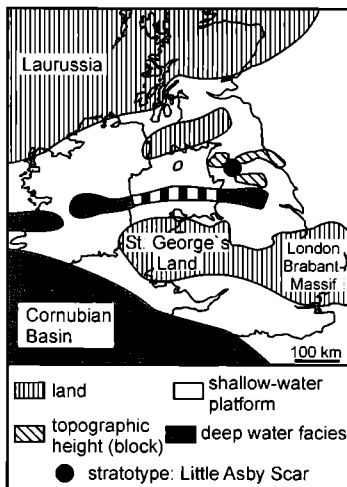 Laurussia
St. George`s
Land
London
Brabant-
Massif
Cornubian
Basin
100 km
land
shallow-water
platform
topographic
height (block)
deep water facies
stratotype: Little Asby Scar